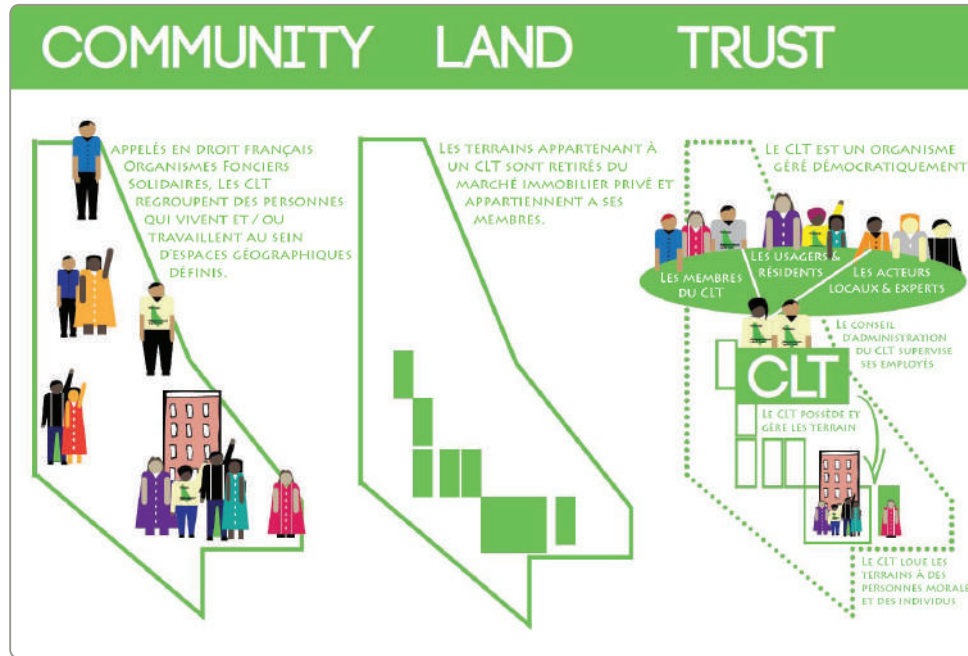 COMMUNITY LAND TRUST
APPELÉS EN DROIT FRANÇAIS
ORGANISMES FONCIERS
SOLIDAIRES, LES CLT
REGROUPENT DES PERSONNES
QUI VIVENT ET / OU
TRAVAILLENT AU SEIN
D'ESPACES GÉOGRAPHIQUES
DÉFINIS.
LES TERRAINS APPARTENANT À
UN CLT SONT RETIRÉS DU
MARCHÉ IMMOBILIER PRIVÉ ET
APPARTIENNENT A SES
MEMBRES.
LE CLT EST UN ORGANISME
GÉRÉ DÉMOCRATIQUEMENT
LES MEMBRES
DU CLT
LES USAGERS &
RÉSIDENTS
LES ACTEURS
LOCAUX & EXPERTS
LE CONSEIL
D'ADMINISTRATION
DU CLT SUPERVISE
SES EMPLOYÉS
CLT
LE CLT POSSÈDE ET
GÈRE LES TERRAIN
LE CLT LOUE LES
TERRAINS À DES
PERSONNES MORALE
ET DES INDIVIDUS